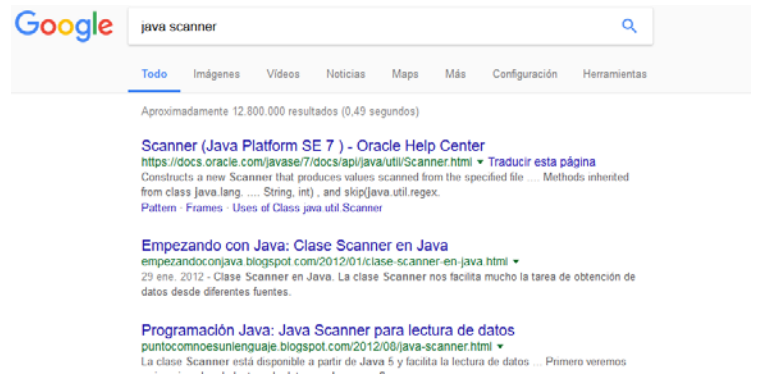 Google java scanner
Todo Imágenes Vídeos Noticias Maps Más Configuración Herramientas
Aproximadamente 12.800.000 resultados (0,49 segundos)
Scanner (Java Platform SE 7 ) - Oracle Help Center
https://docs.oracle.com/javase/7/docs/api/java/util/Scanner.html ▾ Traducir esta página
Constructs a new Scanner that produces values scanned from the specified file .... Methods inherited
from class java.lang. .... String, int) , and skip(java.util.regex.
Pattern · Frames · Uses of Class java.util.Scanner
Empezando con Java: Clase Scanner en Java
empezandoconjava.blogspot.com/2012/01/clase-scanner-en-java.html ▾
29 ene. 2012 - Clase Scanner en Java. La clase Scanner nos facilita mucho la tarea de obtención de
datos desde diferentes fuentes.
Programación Java: Java Scanner para lectura de datos
puntocomnoesunlenguaje.blogspot.com/2012/08/java-scanner.html ▾
La clase Scanner está disponible a partir de Java 5 y facilita la lectura de datos ... Primero veremos